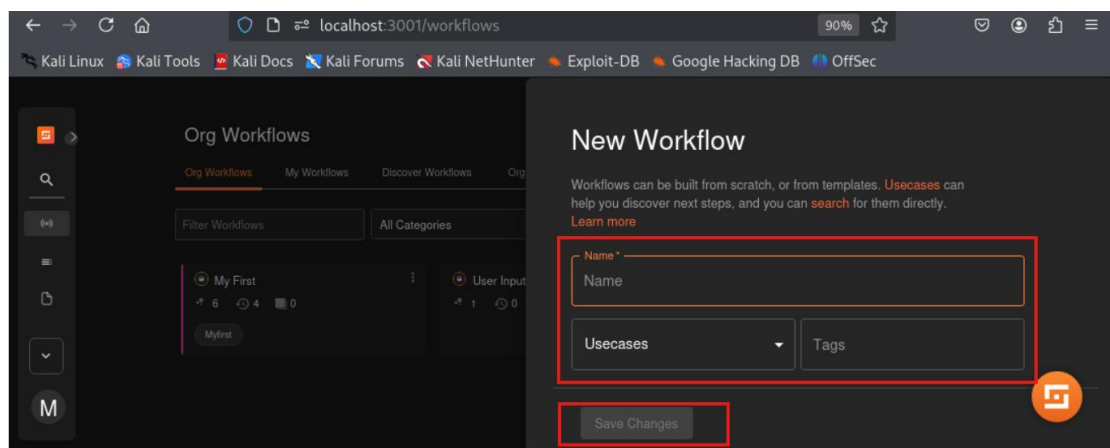 localhost:3001/workflows
90%
Kali Linux Kali Tools Kali Docs Kali Forums Kali NetHunter Exploit-DB Google Hacking DB OffSec
Org Workflows
Org Workflows My Workflows Discover Workflows Org
Filter Workflows All Categories
My First User Input
6 4 0 1 0
Myfirst
M
New Workflow
Workflows can be built from scratch, or from templates. Usecases can
help you discover next steps, and you can search for them directly.
Learn more
Name *
Name
Usecases Tags
Save Changes